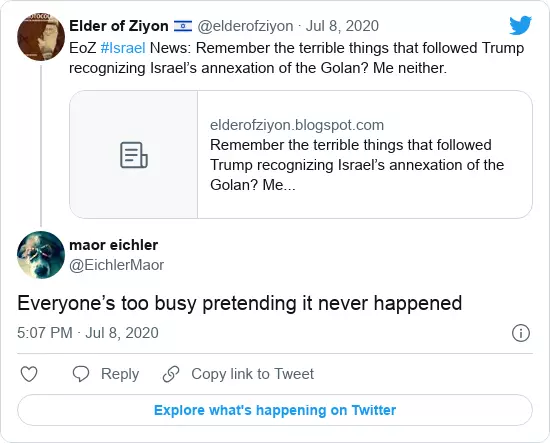 Elder of Ziyon 🇮🇱 @elderofziyon · Jul 8, 2020
EoZ #Israel News: Remember the terrible things that followed Trump
recognizing Israel’s annexation of the Golan? Me neither.
elderofziyon.blogspot.com
Remember the terrible things that followed
Trump recognizing Israel’s annexation of the
Golan? Me...
maor eichler
@EichlerMaor
Everyone’s too busy pretending it never happened
5:07 PM · Jul 8, 2020
Reply
Copy link to Tweet
Explore what's happening on Twitter